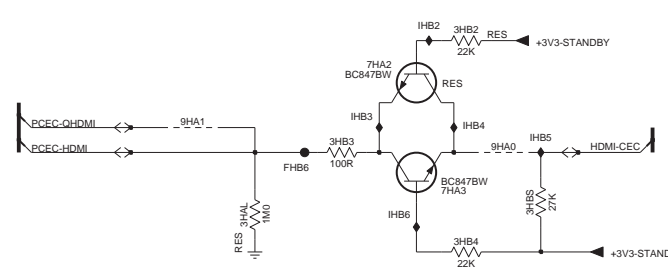 IHB2
3HB2
RES
+3V3-STANDBY
22K
7HA2
BC847BW
RES
IHB3
IHB4
PCEC-QHDMI
9HA1
PCEC-HDMI
FHB6
3HB3
100R
9HA0
IHB5
HDMI-CEC
BC847BW
7HA3
IHB6
3HAL
1M0
RES
3HBS
27K
3HB4
22K
+3V3-STAND